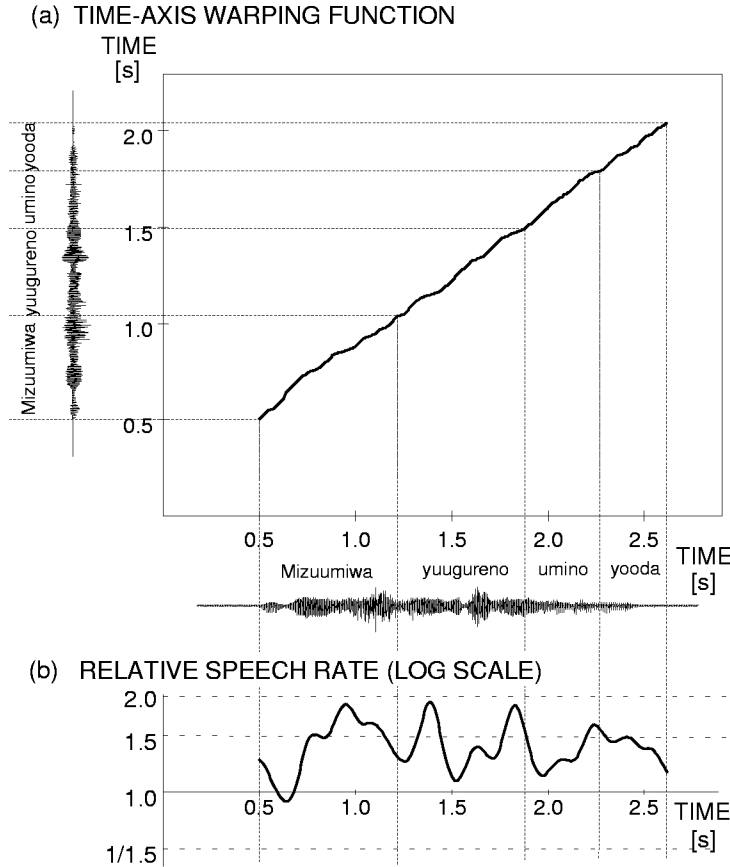 (a) TIME-AXIS WARPING FUNCTION
TIME
[s]
Mizuumiwa yuugureno umino yooda
2.0
1.5
1.0
0.5
0.5 1.0 1.5 2.0 2.5 TIME
[s]
Mizuumiwa yuugureno umino yooda
(b) RELATIVE SPEECH RATE (LOG SCALE)
2.0
1.5
1.0
0.5 1.0 1.5 2.0 2.5 TIME
[s]
1/1.5